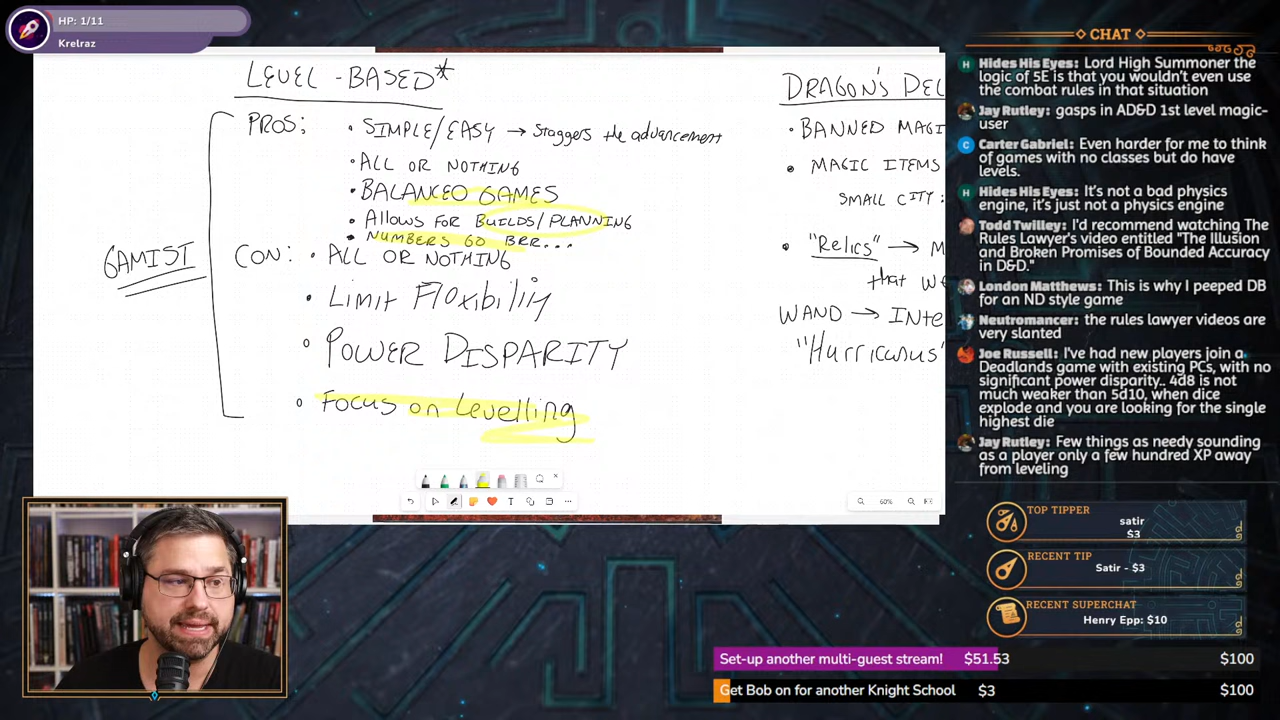 HP: 1/11
Krelraz
LEVEL-BASED*
PROS;
• SIMPLE/EASY → Staggers the advancement
• ALL OR NOTHING
• BALANCED GAMES
• ALLOWS FOR BUILDS/PLANNING
• NUMBERS GO BRR...
GAMIST
CON:
• ALL OR NOTHING
• Limit Flexibility
• POWER DISPARITY
• Focus on Levelling
DRAGON'S DEL
• BANNED MAGI
• MAGIC ITEMS
SMALL CITY:
• "Relics" → M
that we
WAND → INTE
"Hurricanus"
60%
CHAT
H Hides His Eyes: Lord High Summoner the
logic of 5E is that you wouldn't even use
the combat rules in that situation
Jay Rutley: gasps in AD&D 1st level magic-
user
C Carter Gabriel: Even harder for me to think
of games with no classes but do have
levels.
H Hides His Eyes: It's not a bad physics
engine, it's just not a physics engine
Todd Twilley: I'd recommend watching The
Rules Lawyer's video entitled "The Illusion
and Broken Promises of Bounded Accuracy
in D&D."
London Matthews: This is why I peeped DB
for an ND style game
Neutromancer: the rules lawyer videos are
very slanted
Joe Russell: I've had new players join a
Deadlands game with existing PCs, with no
significant power disparity.. 4d8 is not
much weaker than 5d10, when dice
explode and you are looking for the single
highest die
Jay Rutley: Few things as needy sounding
as a player only a few hundred XP away
from leveling
TOP TIPPER
satir
$3
RECENT TIP
Satir - $3
RECENT SUPERCHAT
Henry Epp: $10
Set-up another multi-guest stream! $51.53 $100
Get Bob on for another Knight School $3 $100